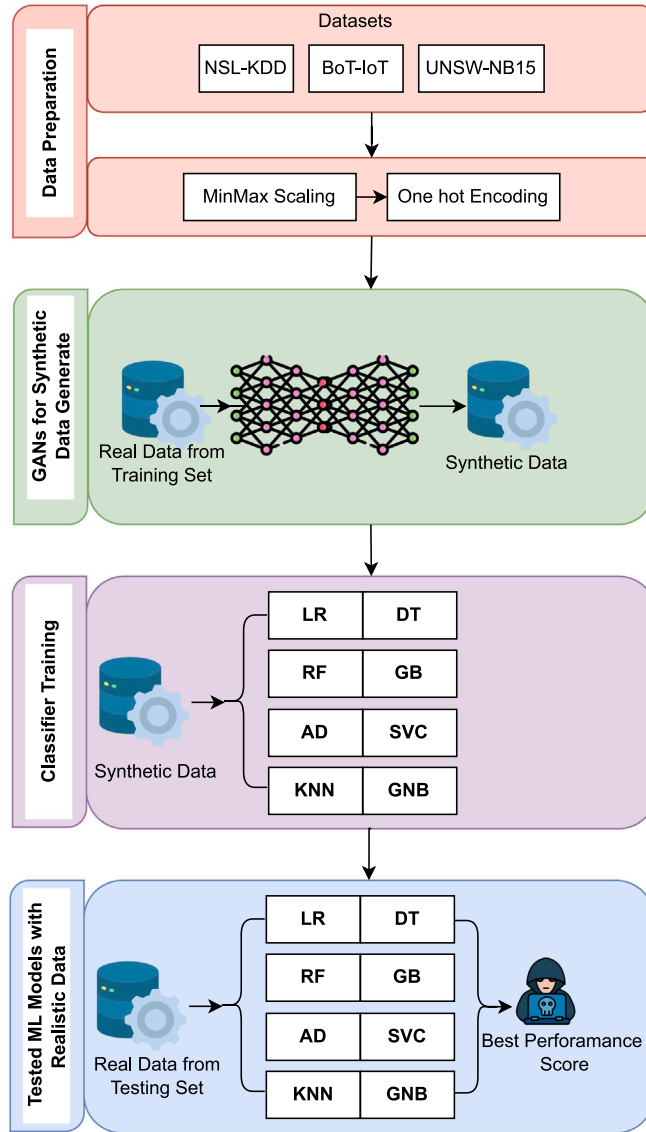 Data Preparation
Datasets
NSL-KDD
BoT-IoT
UNSW-NB15
MinMax Scaling
One hot Encoding
GANs for Synthetic
Data Generate
Real Data from
Training Set
Synthetic Data
Classifier Training
Synthetic Data
LR
DT
RF
GB
AD
SVC
KNN
GNB
Tested ML Models with
Realistic Data
Real Data from
Testing Set
LR
DT
RF
GB
AD
SVC
KNN
GNB
Best Perforamance
Score